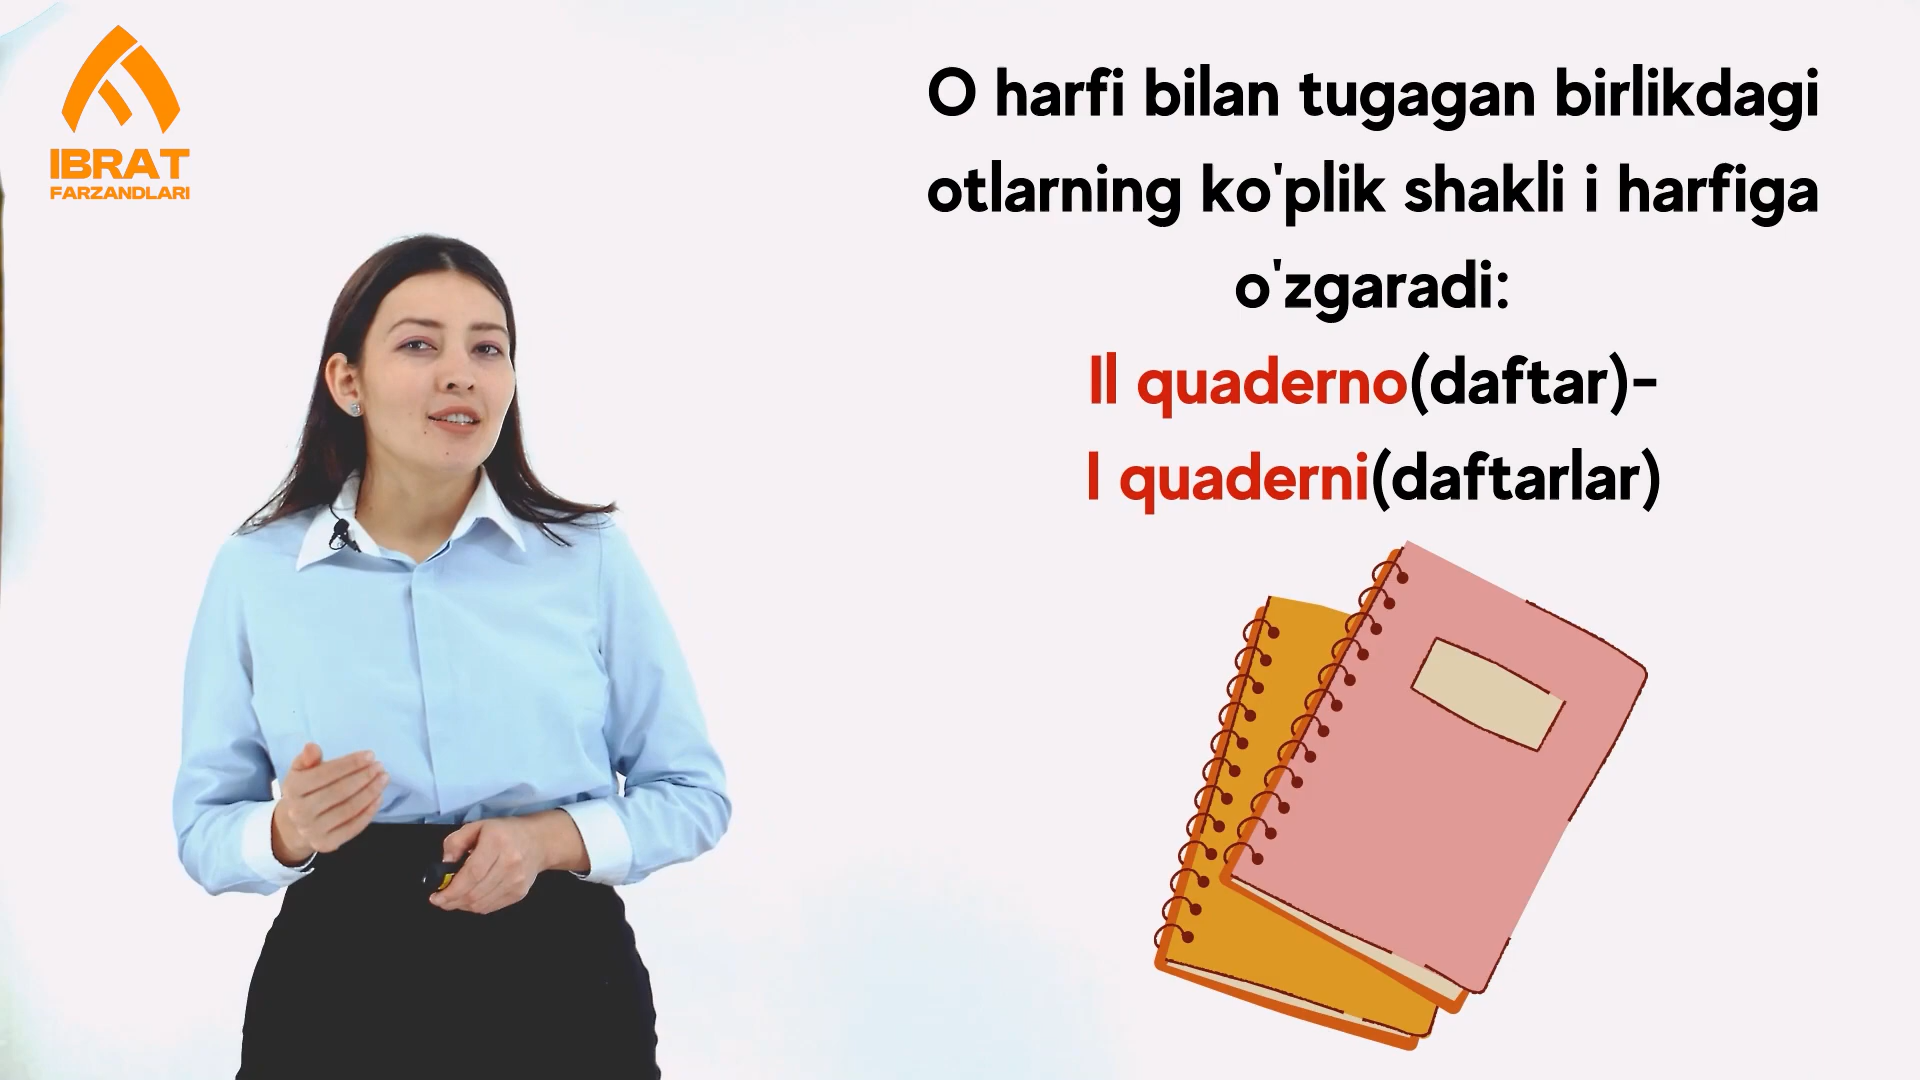 IBRAT
FARZANDLARI
O harfi bilan tugagan birlikdagi
otlarning ko'plik shakli i harfiga
o'zgaradi:
Il quaderno(daftar)-
I quaderni(daftarlar)